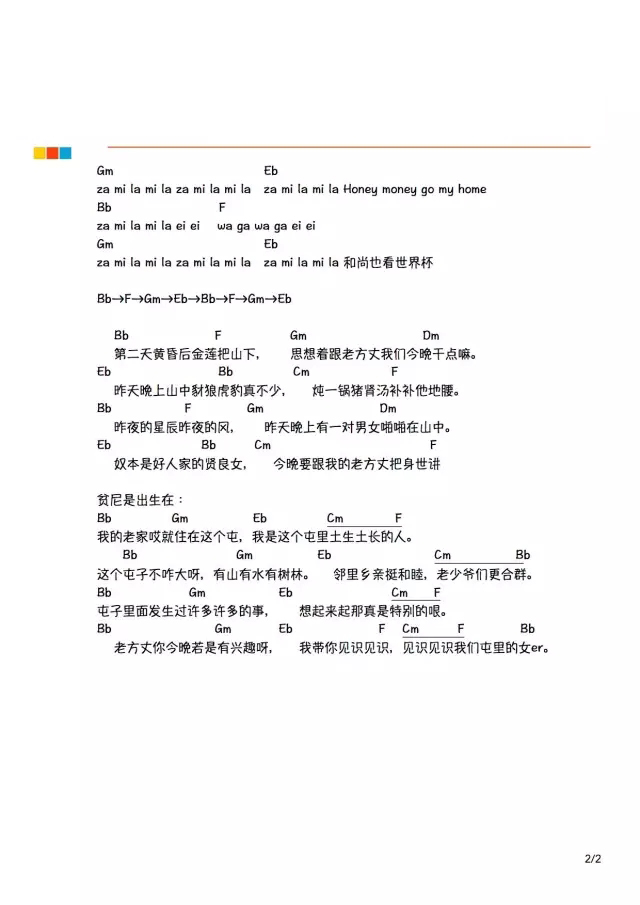 Gm Eb
za mi la mi la za mi la mi la za mi la mi la Honey money go my home
Bb F
za mi la mi la ei ei wa ga wa ga ei ei
Gm Eb
za mi la mi la za mi la mi la za mi la mi la 和尚也看世界杯
Bb→F→Gm→Eb→Bb→F→Gm→Eb
Bb F Gm Dm
第二天黄昏后金莲把山下， 思想着跟老方丈我们今晚干点嘛。
Eb Bb Cm F
昨天晚上山中豺狼虎豹真不少， 炖一锅猪肾汤补补他地腰。
Bb F Gm Dm
昨夜的星辰昨夜的风， 昨天晚上有一对男女啪啪在山中。
Eb Bb Cm F
奴本是好人家的贤良女， 今晚要跟我的老方丈把身世讲
贫尼是出生在：
Bb Gm Eb Cm F
我的老家哎就住在这个屯，我是这个屯里土生土长的人。
Bb Gm Eb Cm Bb
这个屯子不咋大呀，有山有水有树林。 邻里乡亲挺和睦，老少爷们更合群。
Bb Gm Eb Cm F
屯子里面发生过许多许多的事， 想起来起那真是特别的哏。
Bb Gm Eb F Cm F Bb
老方丈你今晚若是有兴趣呀， 我带你见识见识，见识见识我们屯里的女er。
2/2